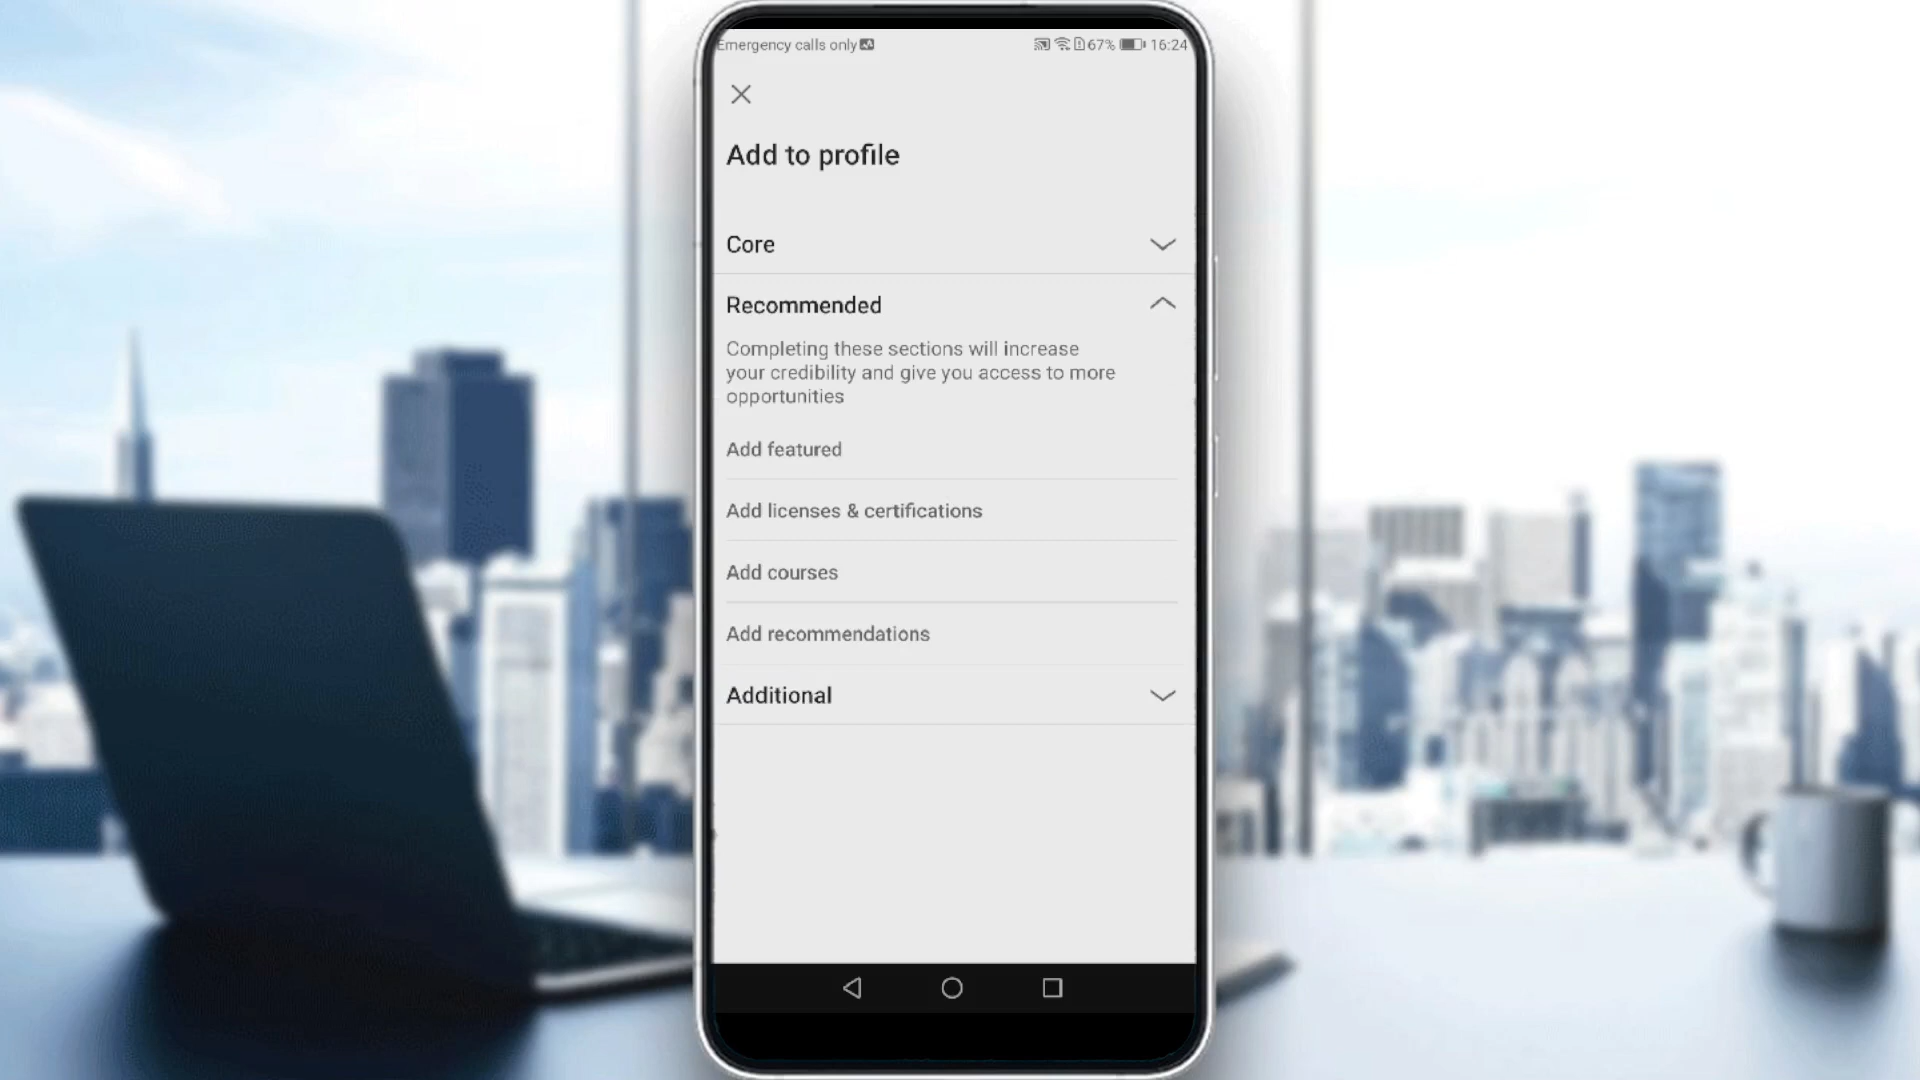 Emergency calls only 67% 16:24
Add to profile
Core
Recommended
Completing these sections will increase
your credibility and give you access to more
opportunities
Add featured
Add licenses & certifications
Add courses
Add recommendations
Additional